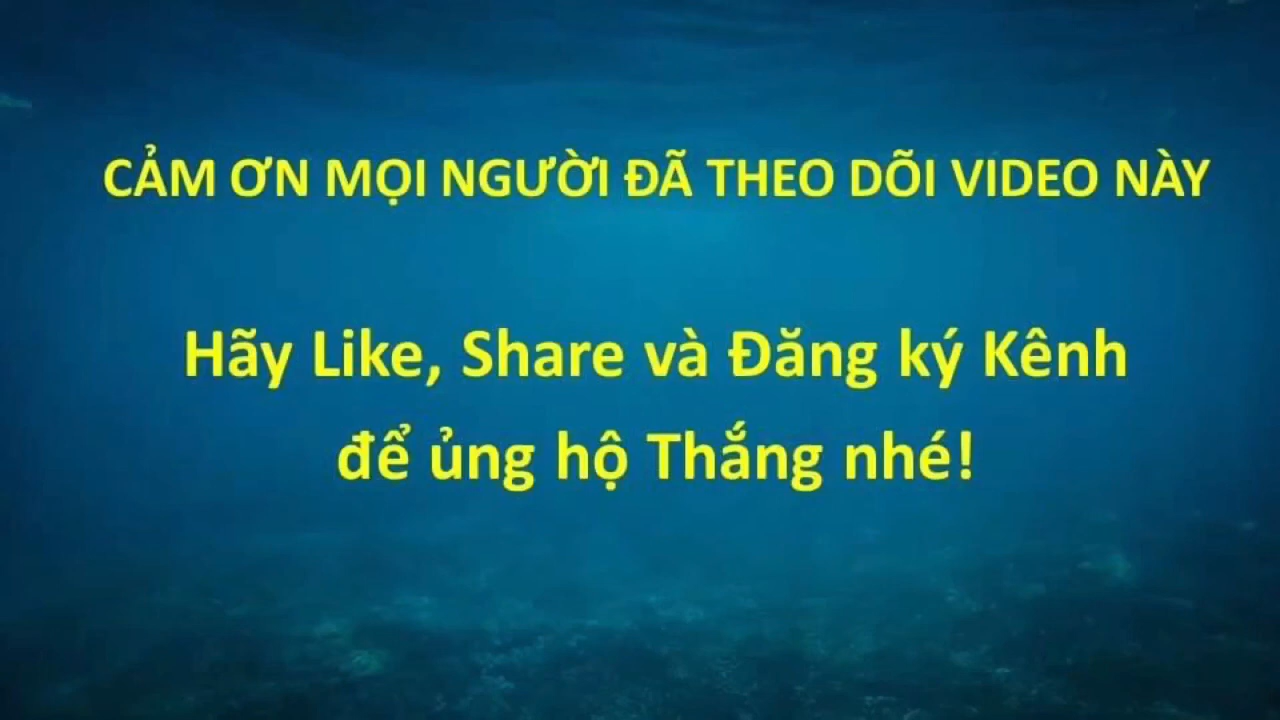 CẢM ƠN MỌI NGƯỜI ĐÃ THEO DÕI VIDEO NÀY
Hãy Like, Share và Đăng ký Kênh
để ủng hộ Thắng nhé!